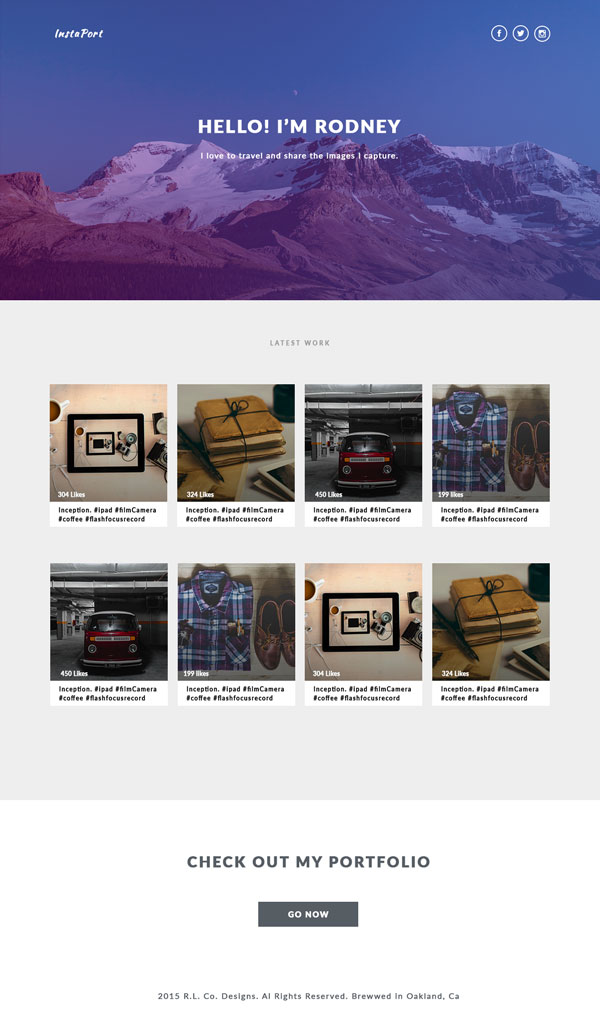 InstaPort
HELLO! I'M RODNEY
I love to travel and share the images I capture.
LATEST WORK
304 Likes
324 Likes
450 Likes
199 likes
Inception. #ipad #filmCamera
#coffee #flashfocusrecord
Inception. #ipad #filmCamera
#coffee #flashfocusrecord
Inception. #ipad #filmCamera
#coffee #flashfocusrecord
Inception. #ipad #filmCamera
#coffee #flashfocusrecord
450 Likes
199 likes
304 Likes
324 Likes
Inception. #ipad #filmCamera
#coffee #flashfocusrecord
Inception. #ipad #filmCamera
#coffee #flashfocusrecord
Inception. #ipad #filmCamera
#coffee #flashfocusrecord
Inception. #ipad #filmCamera
#coffee #flashfocusrecord
CHECK OUT MY PORTFOLIO
GO NOW
2015 R.L. Co. Designs. Al Rights Reserved. Brewwed in Oakland, Ca